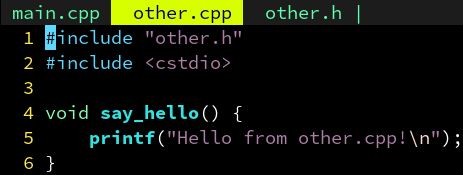 main.cpp other.cpp other.h |
1 #include "other.h"
2 #include <cstdio>
3
4 void say_hello() {
5     printf("Hello from other.cpp!\n");
6 }